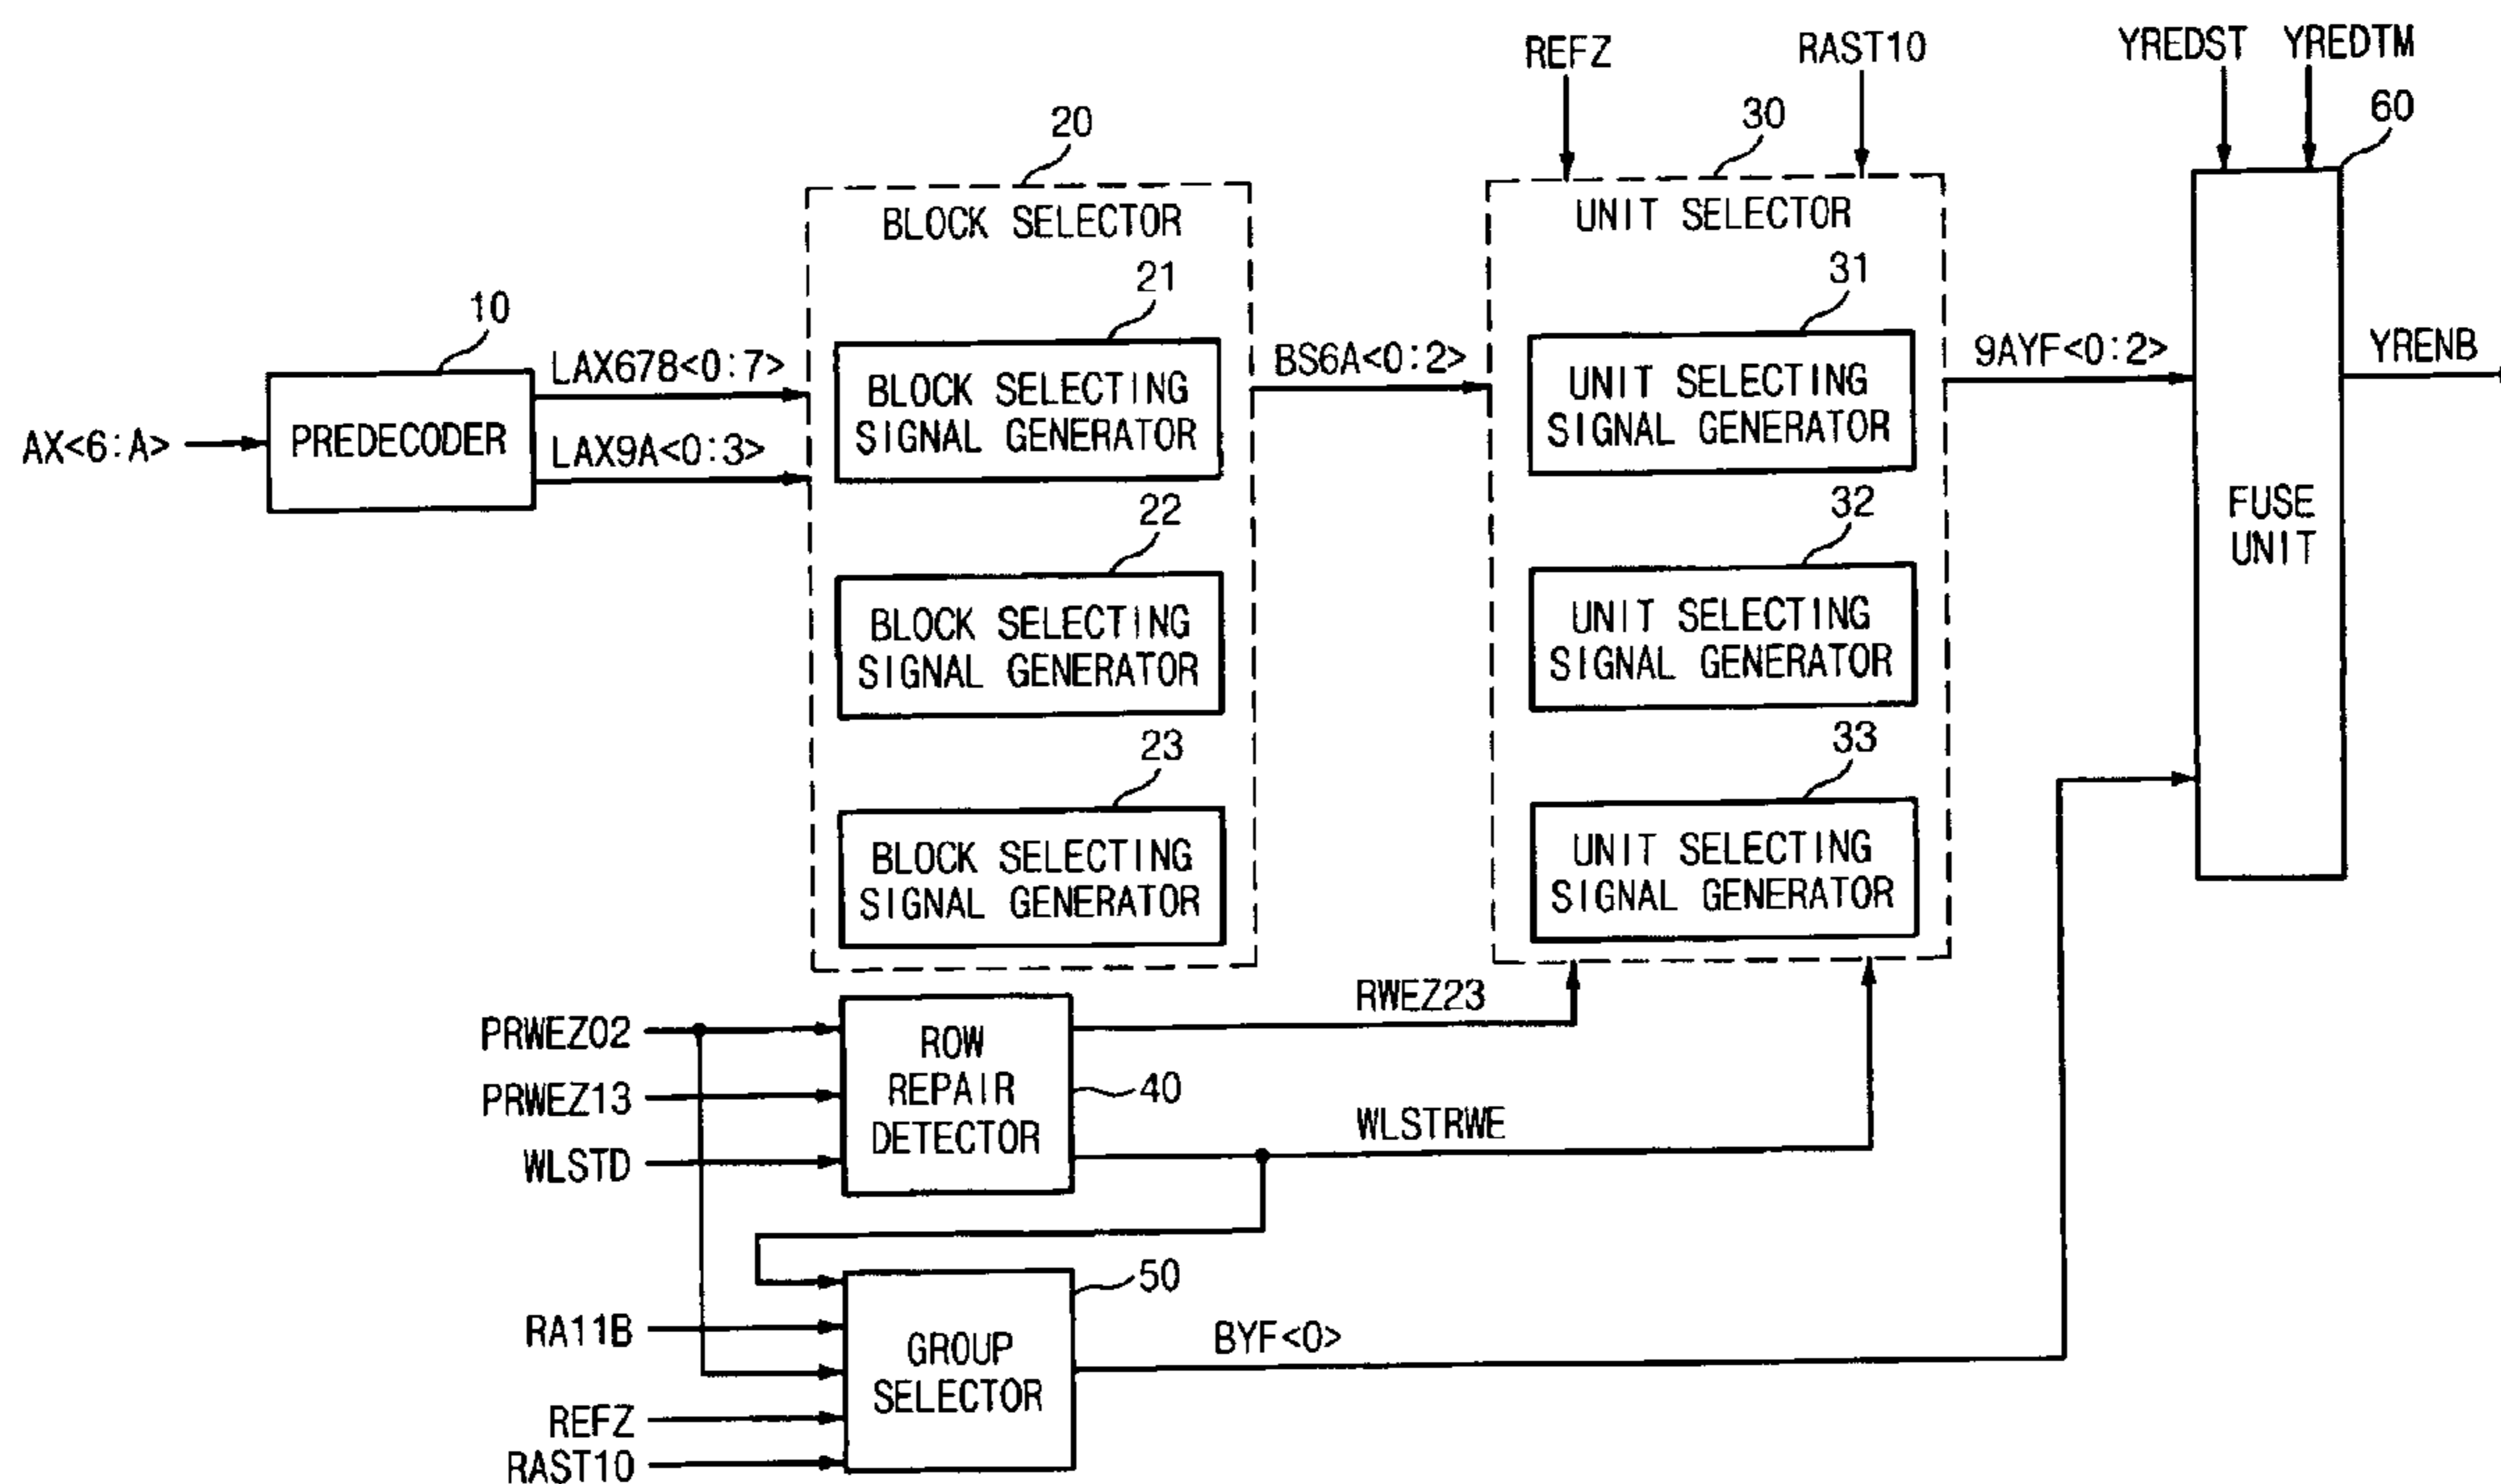 REFZ
RAST10
YREDST
YREDTM
60
20
30
BLOCK SELECTOR
UNIT SELECTOR
10
21
31
LAX678<0:7>
BLOCK SELECTING
SIGNAL GENERATOR
BS6A<0:2>
UNIT SELECTING
SIGNAL GENERATOR
9AYF<0:2>
YRENB
AX<6:A>
PREDECODER
LAX9A<0:3>
22
32
FUSE
UNIT
BLOCK SELECTING
SIGNAL GENERATOR
UNIT SELECTING
SIGNAL GENERATOR
23
33
BLOCK SELECTING
SIGNAL GENERATOR
UNIT SELECTING
SIGNAL GENERATOR
PRWEZ02
PRWEZ13
WLSTD
ROW
REPAIR
DETECTOR
40
RWEZ23
WLSTRWE
50
RA11B
REFZ
RAST10
GROUP
SELECTOR
BYF<0>